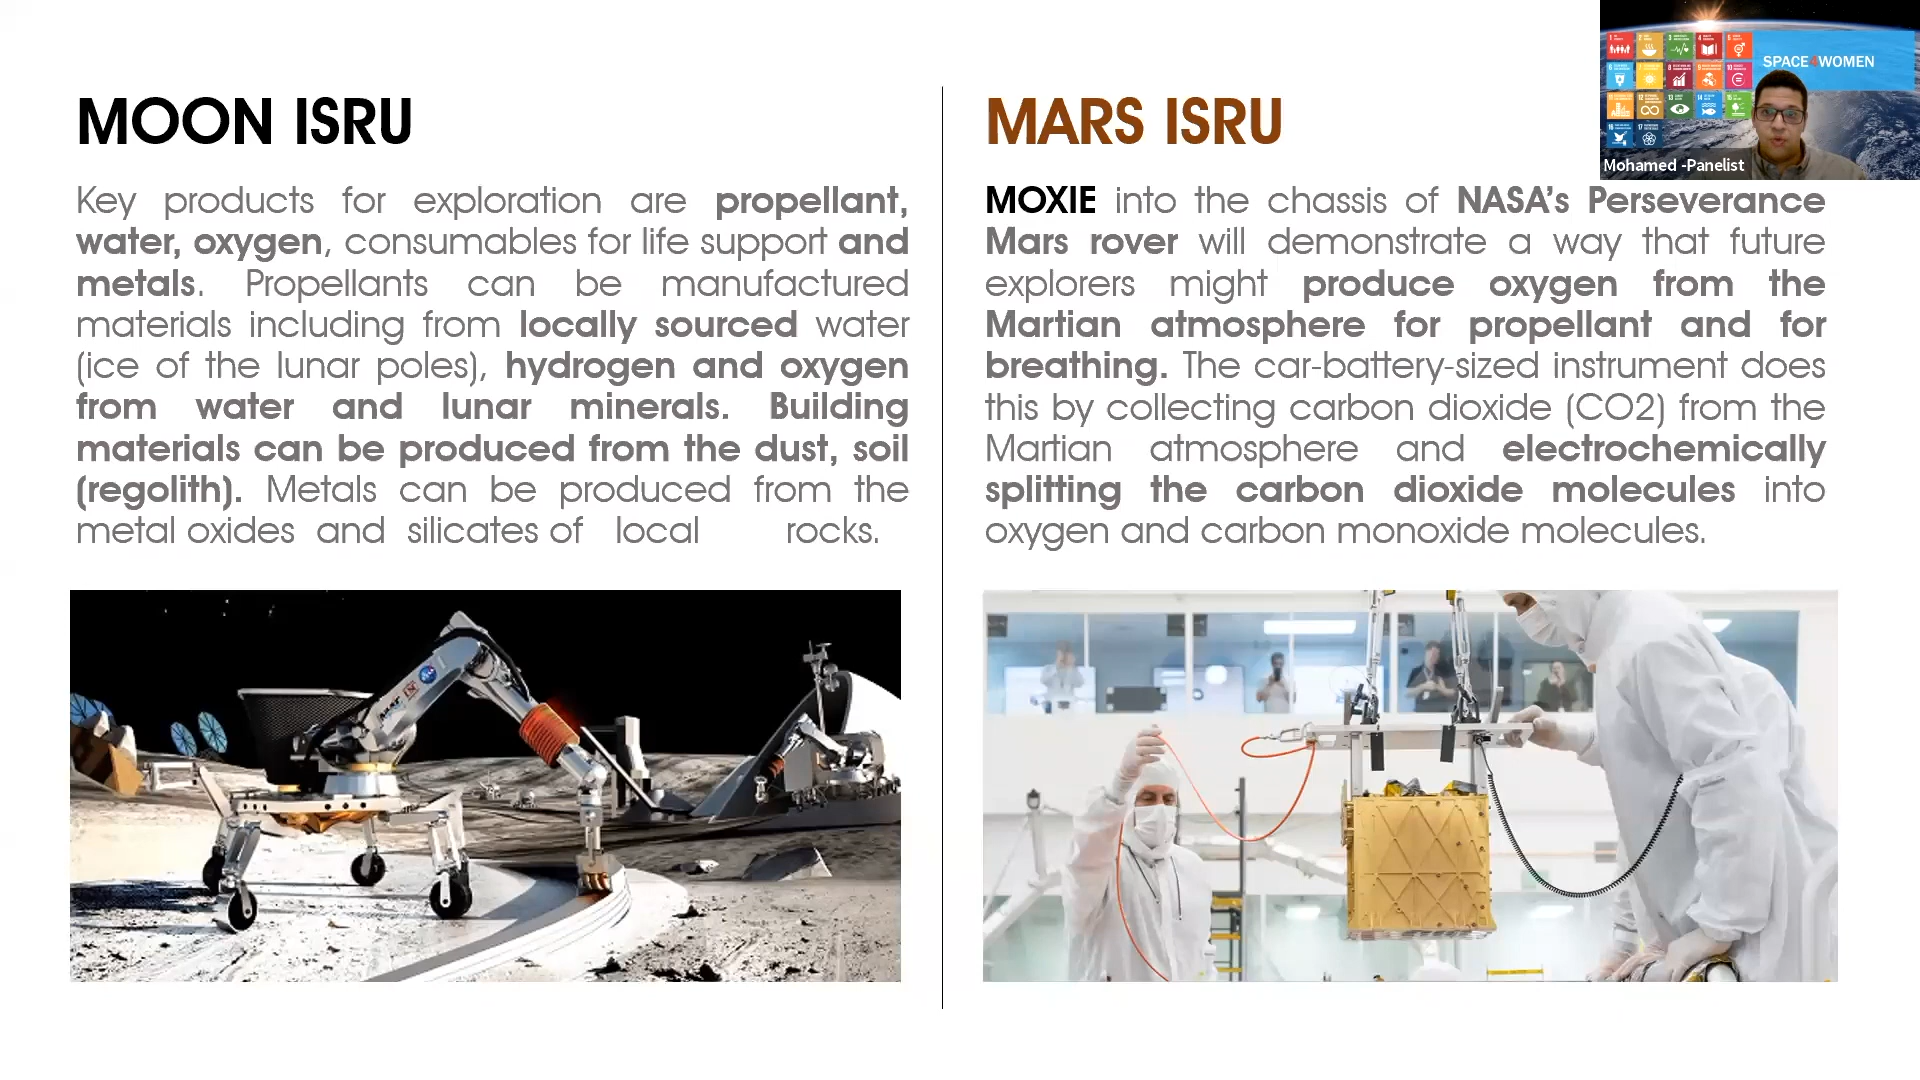 MOON ISRU
Key products for exploration are propellant,
water, oxygen, consumables for life support and
metals. Propellants can be manufactured
materials including from locally sourced water
(ice of the lunar poles), hydrogen and oxygen
from water and lunar minerals. Building
materials can be produced from the dust, soil
(regolith). Metals can be produced from the
metal oxides and silicates of local rocks.
MARS ISRU
MOXIE into the chassis of NASA's Perseverance
Mars rover will demonstrate a way that future
explorers might produce oxygen from the
Martian atmosphere for propellant and for
breathing. The car-battery-sized instrument does
this by collecting carbon dioxide (CO2) from the
Martian atmosphere and electrochemically
splitting the carbon dioxide molecules into
oxygen and carbon monoxide molecules.
SPACE4WOMEN
Mohamed -Panelist